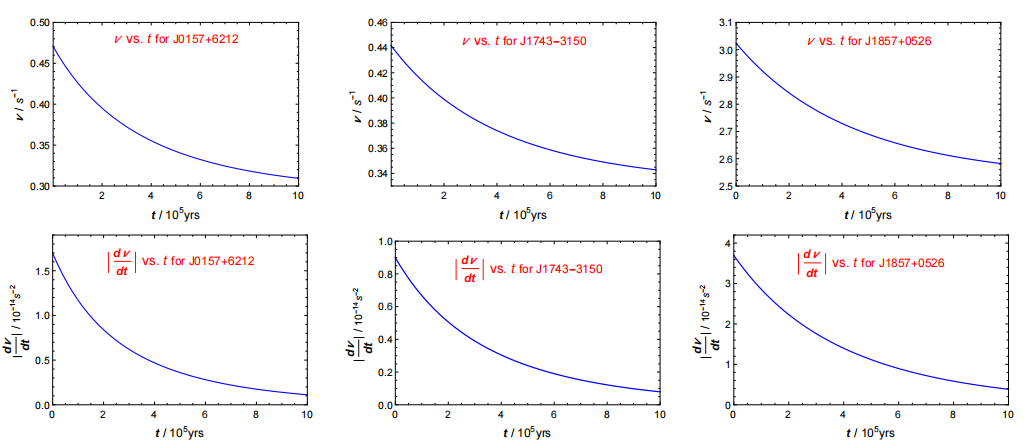 ν vs. t for J0157+6212
0.50
0.45
0.40
0.35
0.30
ν / s⁻¹
0 2 4 6 8 10
t / 10⁵yrs
ν vs. t for J1743−3150
0.46
0.44
0.42
0.40
0.38
0.36
0.34
ν / s⁻¹
0 2 4 6 8 10
t / 10⁵yrs
ν vs. t for J1857+0526
3.1
3.0
2.9
2.8
2.7
2.6
2.5
ν / s⁻¹
0 2 4 6 8 10
t / 10⁵yrs
|dν/dt| vs. t for J0157+6212
1.5
1.0
0.5
0.0
|dν/dt| / 10⁻¹⁴s⁻²
0 2 4 6 8 10
t / 10⁵yrs
|dν/dt| vs. t for J1743−3150
1.0
0.8
0.6
0.4
0.2
0.0
|dν/dt| / 10⁻¹⁴s⁻²
0 2 4 6 8 10
t / 10⁵yrs
|dν/dt| vs. t for J1857+0526
4
3
2
1
0
|dν/dt| / 10⁻¹⁴s⁻²
0 2 4 6 8 10
t / 10⁵yrs